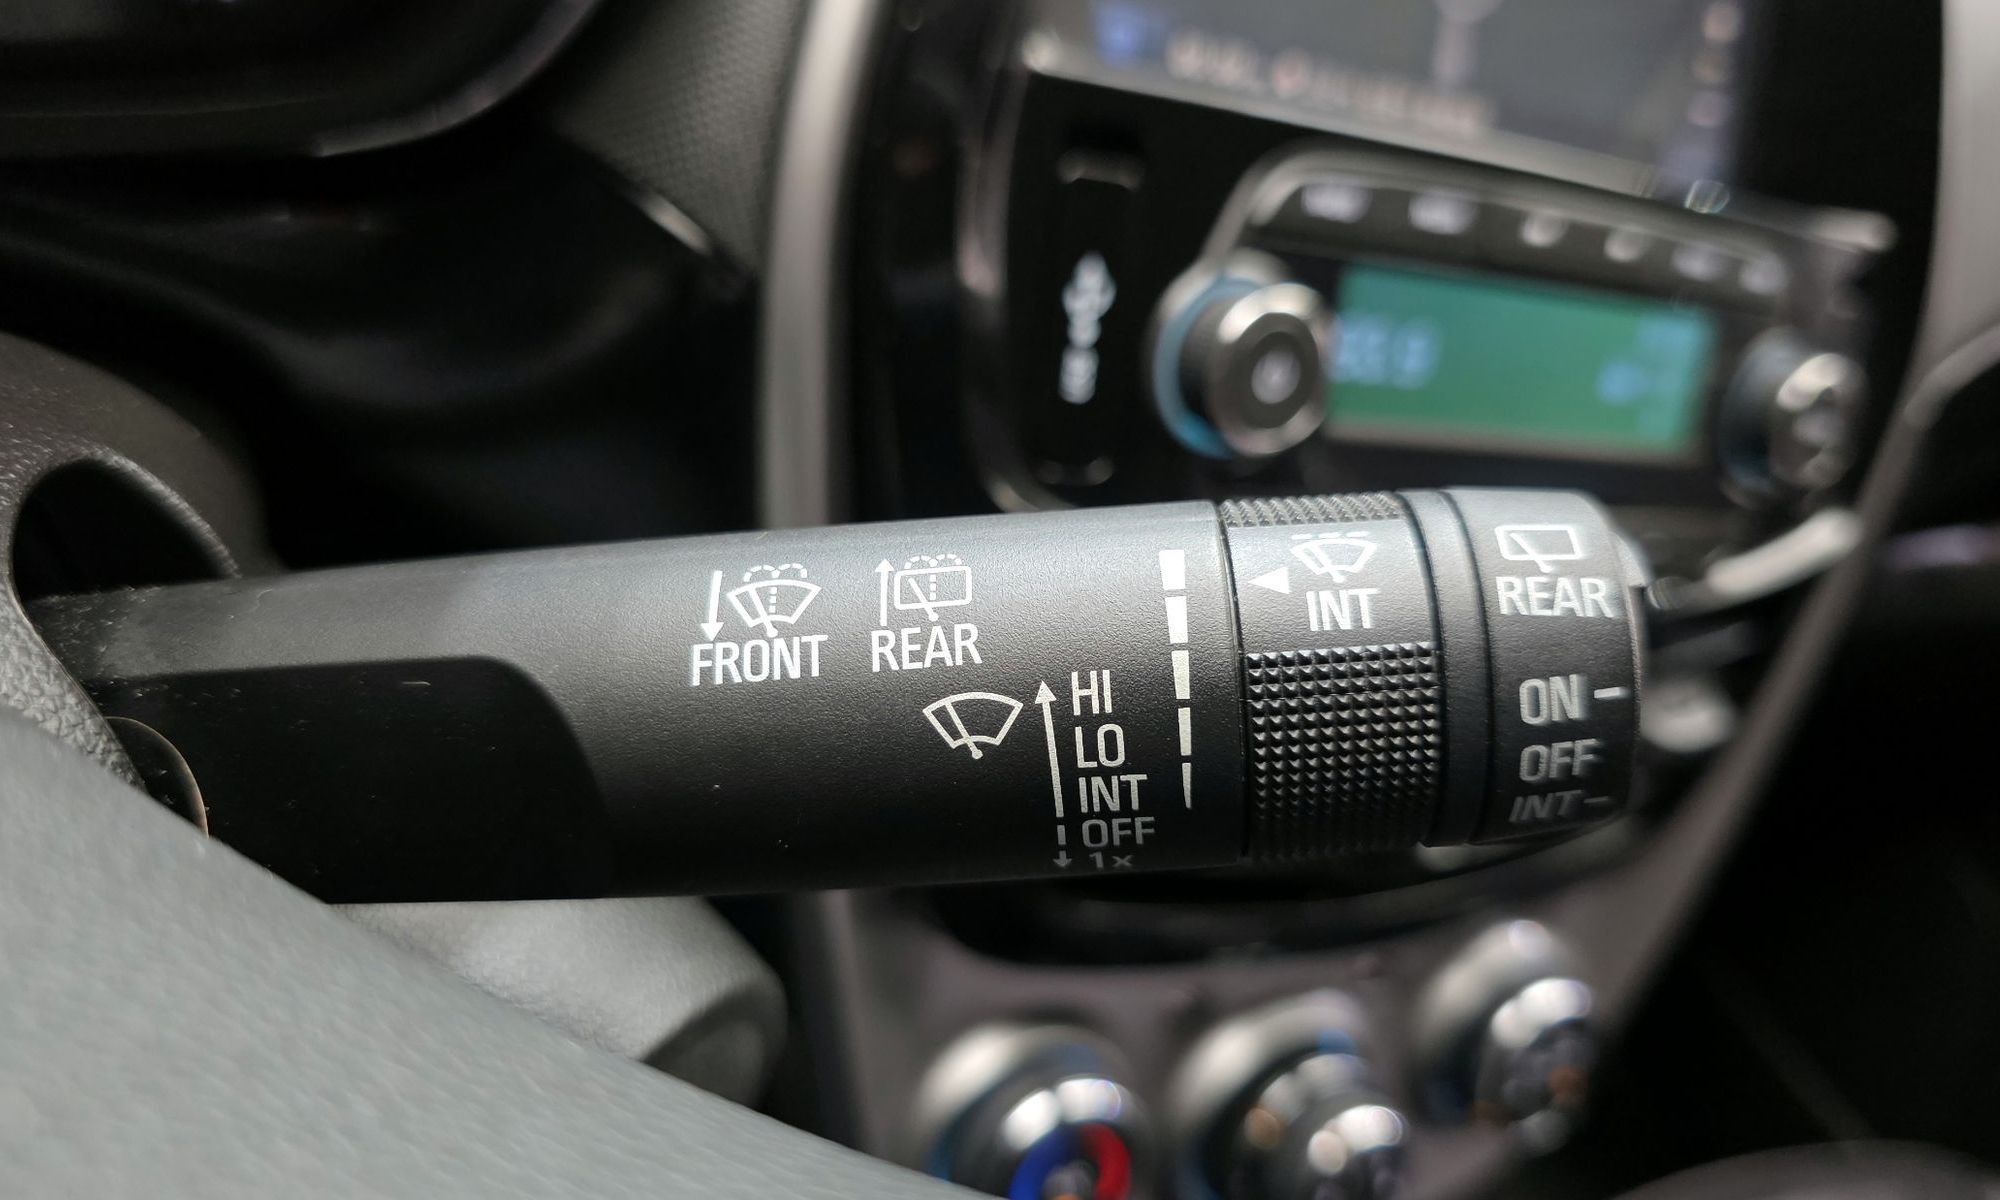 FRONT
REAR
HI
LO
INT
OFF
1x
INT
REAR
ON
OFF
INT